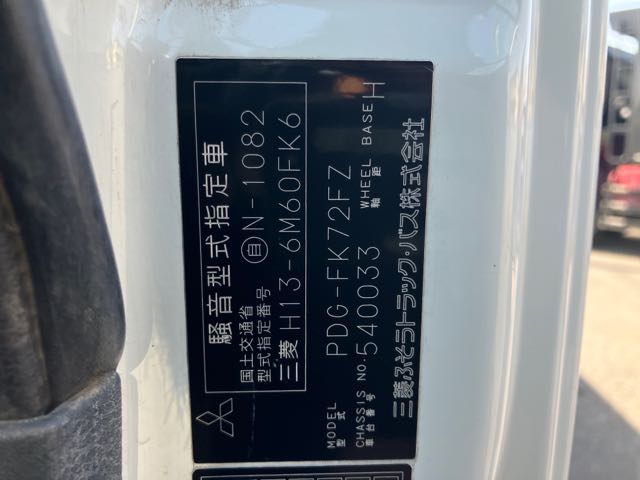 騒音型式指定車
国土交通省
型式指定番号 自 N-1082
三菱 H13-6M60FK6
MODEL
型式 PDG-FK72FZ
CHASSIS NO. 540033 WHEEL BASE H
車台番号 軸距
三菱ふそうトラック・バス株式会社